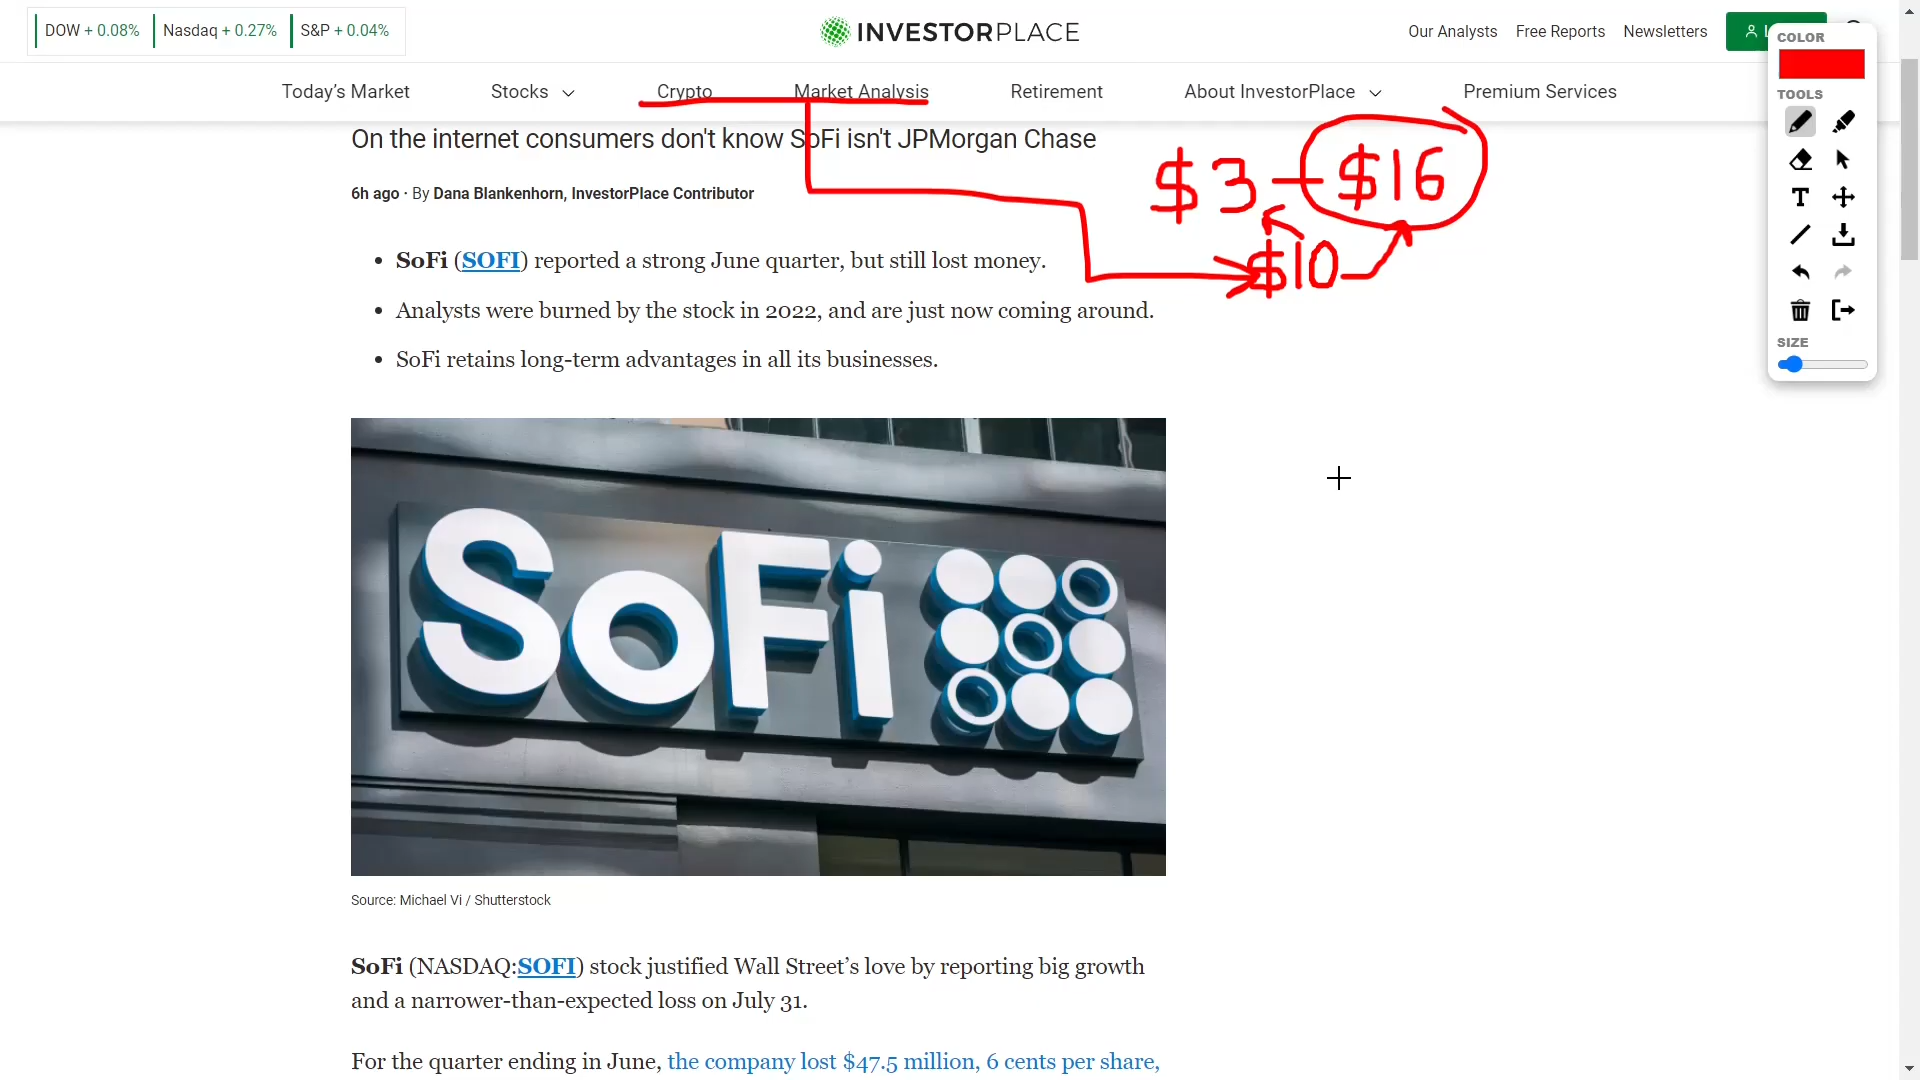 DOW + 0.08% Nasdaq + 0.27% S&P + 0.04%
INVESTORPLACE
Our Analysts Free Reports Newsletters
COLOR
Today's Market Stocks Crypto Market Analysis Retirement About InvestorPlace Premium Services
TOOLS
On the internet consumers don't know SoFi isn't JPMorgan Chase
$3 – $16
6h ago · By Dana Blankenhorn, InvestorPlace Contributor
T
$10
SoFi (SOFI) reported a strong June quarter, but still lost money.
Analysts were burned by the stock in 2022, and are just now coming around.
SIZE
SoFi retains long-term advantages in all its businesses.
SoFi
Source: Michael Vi / Shutterstock
SoFi (NASDAQ:SOFI) stock justified Wall Street’s love by reporting big growth
and a narrower-than-expected loss on July 31.
For the quarter ending in June, the company lost $47.5 million, 6 cents per share,